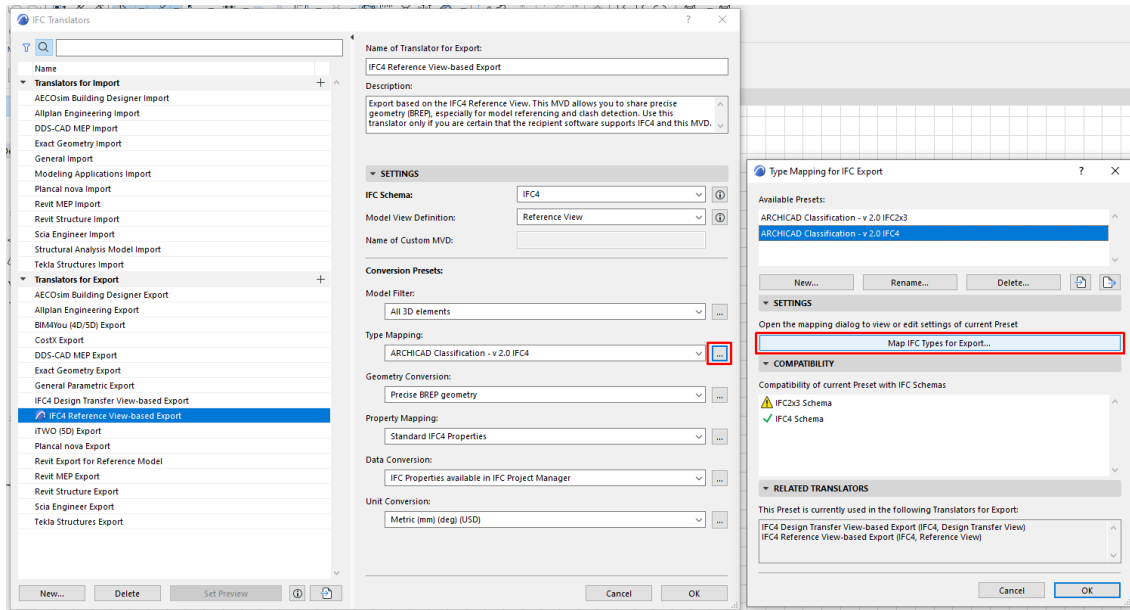 IFC Translators
?
Name
Translators for Import
AECOsim Building Designer Import
Allplan Engineering Import
DDS-CAD MEP Import
Exact Geometry Import
General Import
Modeling Applications Import
Plancal nova Import
Revit MEP Import
Revit Structure Import
Scia Engineer Import
Structural Analysis Model Import
Tekla Structures Import
Translators for Export
AECOsim Building Designer Export
Allplan Engineering Export
BIM4You (4D/5D) Export
CostX Export
DDS-CAD MEP Export
Exact Geometry Export
General Parametric Export
IFC4 Design Transfer View-based Export
IFC4 Reference View-based Export
iTWO (5D) Export
Plancal nova Export
Revit Export for Reference Model
Revit MEP Export
Revit Structure Export
Scia Engineer Export
Tekla Structures Export
New... Delete Set Preview
Name of Translator for Export:
IFC4 Reference View-based Export
Description:
Export based on the IFC4 Reference View. This MVD allows you to share precise
geometry (BREP), especially for model referencing and clash detection. Use this
translator only if you are certain that the recipient software supports IFC4 and this MVD.
SETTINGS
IFC Schema: IFC4
Model View Definition: Reference View
Name of Custom MVD:
Conversion Presets:
Model Filter:
All 3D elements ...
Type Mapping:
ARCHICAD Classification - v 2.0 IFC4 ...
Geometry Conversion:
Precise BREP geometry ...
Property Mapping:
Standard IFC4 Properties ...
Data Conversion:
IFC Properties available in IFC Project Manager ...
Unit Conversion:
Metric (mm) (deg) (USD) ...
Cancel OK
Type Mapping for IFC Export
?
Available Presets:
ARCHICAD Classification - v 2.0 IFC2x3
ARCHICAD Classification - v 2.0 IFC4
New... Rename... Delete...
SETTINGS
Open the mapping dialog to view or edit settings of current Preset
Map IFC Types for Export...
COMPATIBILITY
Compatibility of current Preset with IFC Schemas
IFC2x3 Schema
IFC4 Schema
RELATED TRANSLATORS
This Preset is currently used in the following Translators for Export:
IFC4 Design Transfer View-based Export (IFC4, Design Transfer View)
IFC4 Reference View-based Export (IFC4, Reference View)
Cancel OK